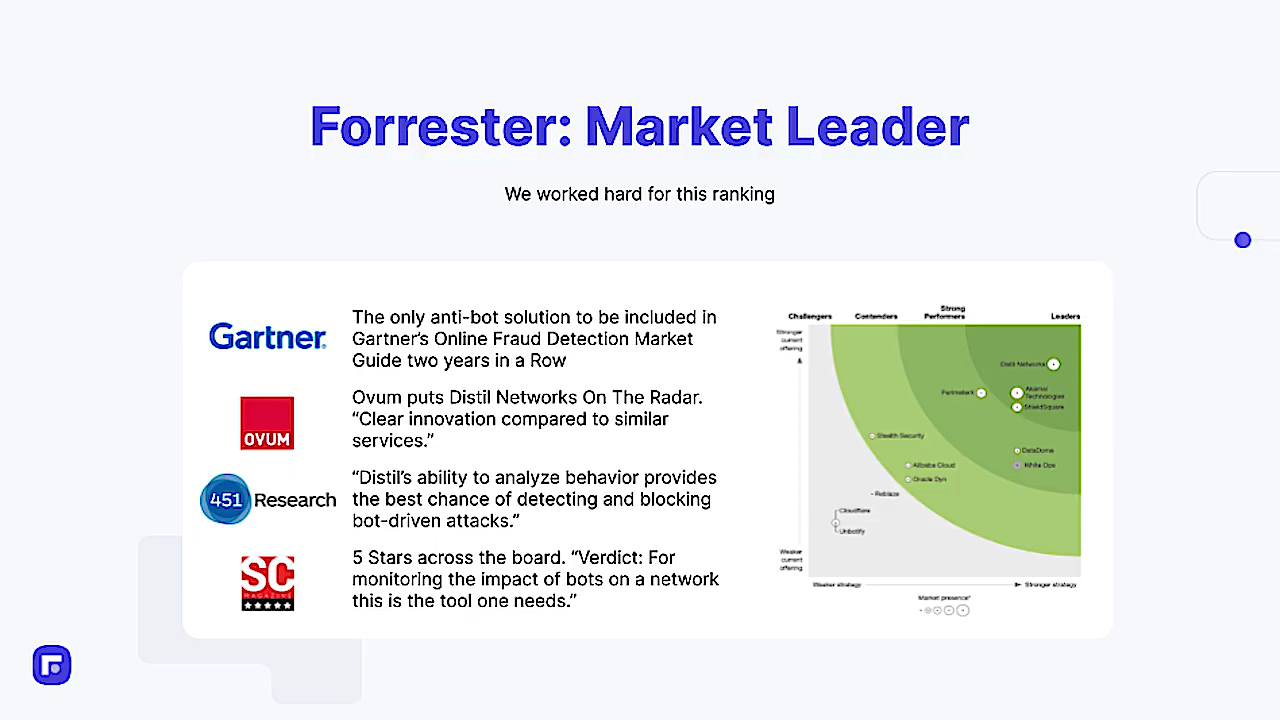 Forrester: Market Leader
We worked hard for this ranking
Gartner
The only anti-bot solution to be included in
Gartner’s Online Fraud Detection Market
Guide two years in a Row
OVUM
Ovum puts Distil Networks On The Radar.
“Clear innovation compared to similar
services.”
451 Research
“Distil’s ability to analyze behavior provides
the best chance of detecting and blocking
bot-driven attacks.”
SC
MAGAZINE
5 Stars across the board. “Verdict: For
monitoring the impact of bots on a network
this is the tool one needs.”
Challengers
Contenders
Strong
Performers
Leaders
Stronger
current
offering
Distil Networks
PerimeterX
Akamai
Technologies
ShieldSquare
Stealth Security
DataDome
Alibaba Cloud
White Ops
Oracle Dyn
Reblaze
Cloudflare
Unbotify
Weaker
current
offering
Weaker strategy
Stronger strategy
Market presence*